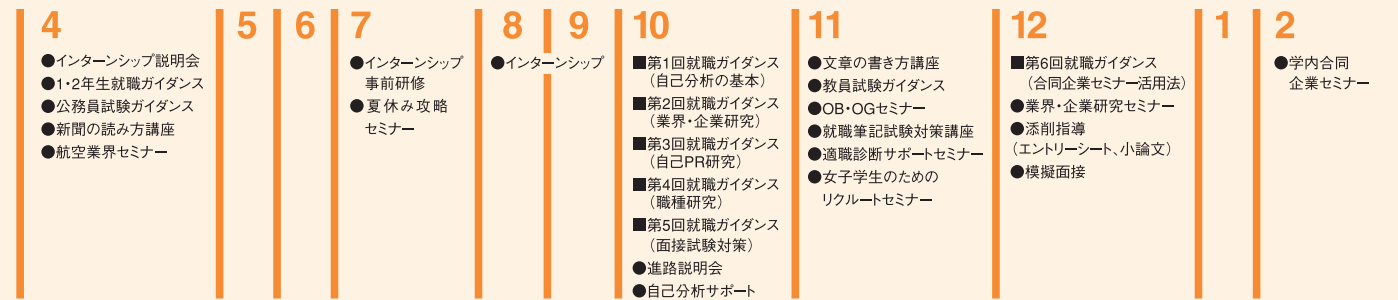 4
●インターンシップ説明会
●1・2年生就職ガイダンス
●公務員試験ガイダンス
●新聞の読み方講座
●航空業界セミナー
5
6
7
●インターンシップ
事前研修
●夏休み攻略
セミナー
8
9
●インターンシップ
10
■第1回就職ガイダンス
（自己分析の基本）
■第2回就職ガイダンス
（業界・企業研究）
■第3回就職ガイダンス
（自己PR研究）
■第4回就職ガイダンス
（職種研究）
■第5回就職ガイダンス
（面接試験対策）
●進路説明会
●自己分析サポート
11
●文章の書き方講座
●教員試験ガイダンス
●OB・OGセミナー
●就職筆記試験対策講座
●適職診断サポートセミナー
●女子学生のための
リクルートセミナー
12
■第6回就職ガイダンス
（合同企業セミナー活用法）
●業界・企業研究セミナー
●添削指導
（エントリーシート、小論文）
●模擬面接
1
2
●学内合同
企業セミナー